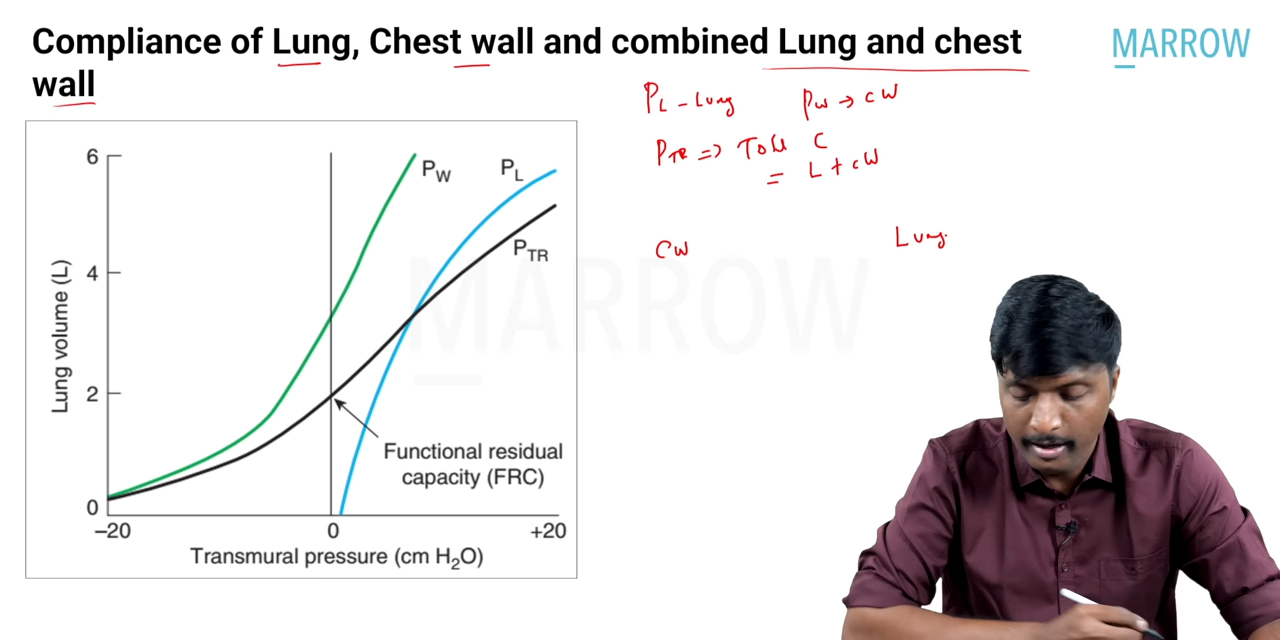 Compliance of Lung, Chest wall and combined Lung and chest
wall
MARROW
PL - Lung PW → CW
PTR => Total C
= L + CW
CW Lung.
6
PW
PL
PTR
4
2
0
Lung volume (L)
Functional residual
capacity (FRC)
–20 0 +20
Transmural pressure (cm H₂O)
MARROW